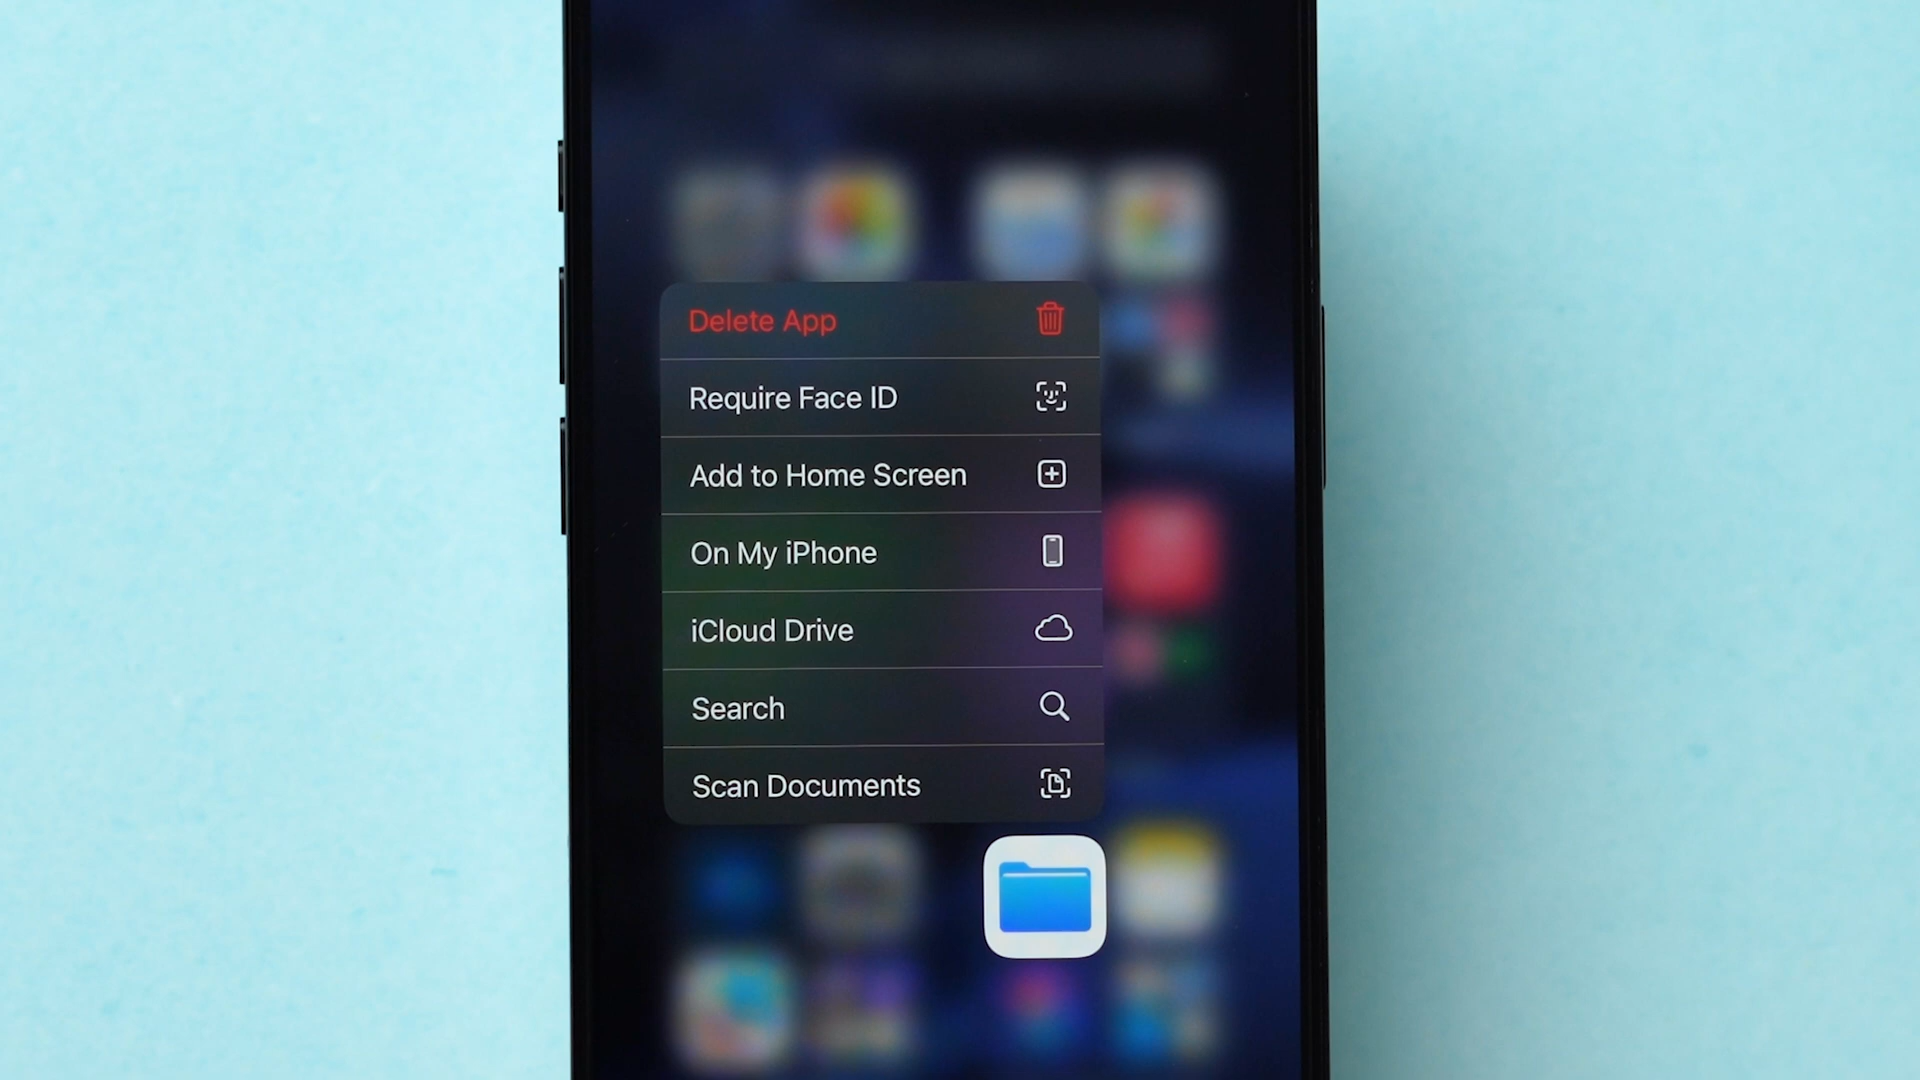 Delete App
Require Face ID
Add to Home Screen
On My iPhone
iCloud Drive
Search
Scan Documents